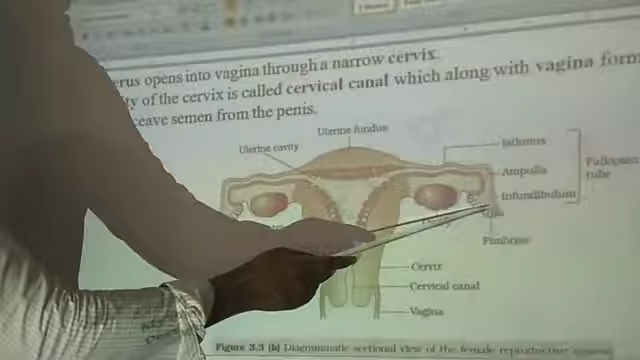 erus opens into vagina through a narrow cervix.
ty of the cervix is called cervical canal which along with vagina form
ceave semen from the penis.
Uterine fundus
Uterine cavity
Isthmus
Ampulla
Infundibulum
Fallopian
tube
Fimbriae
Cervix
Cervical canal
Vagina
Figure 3.3 (b) Diagrammatic sectional view of the female reproductive